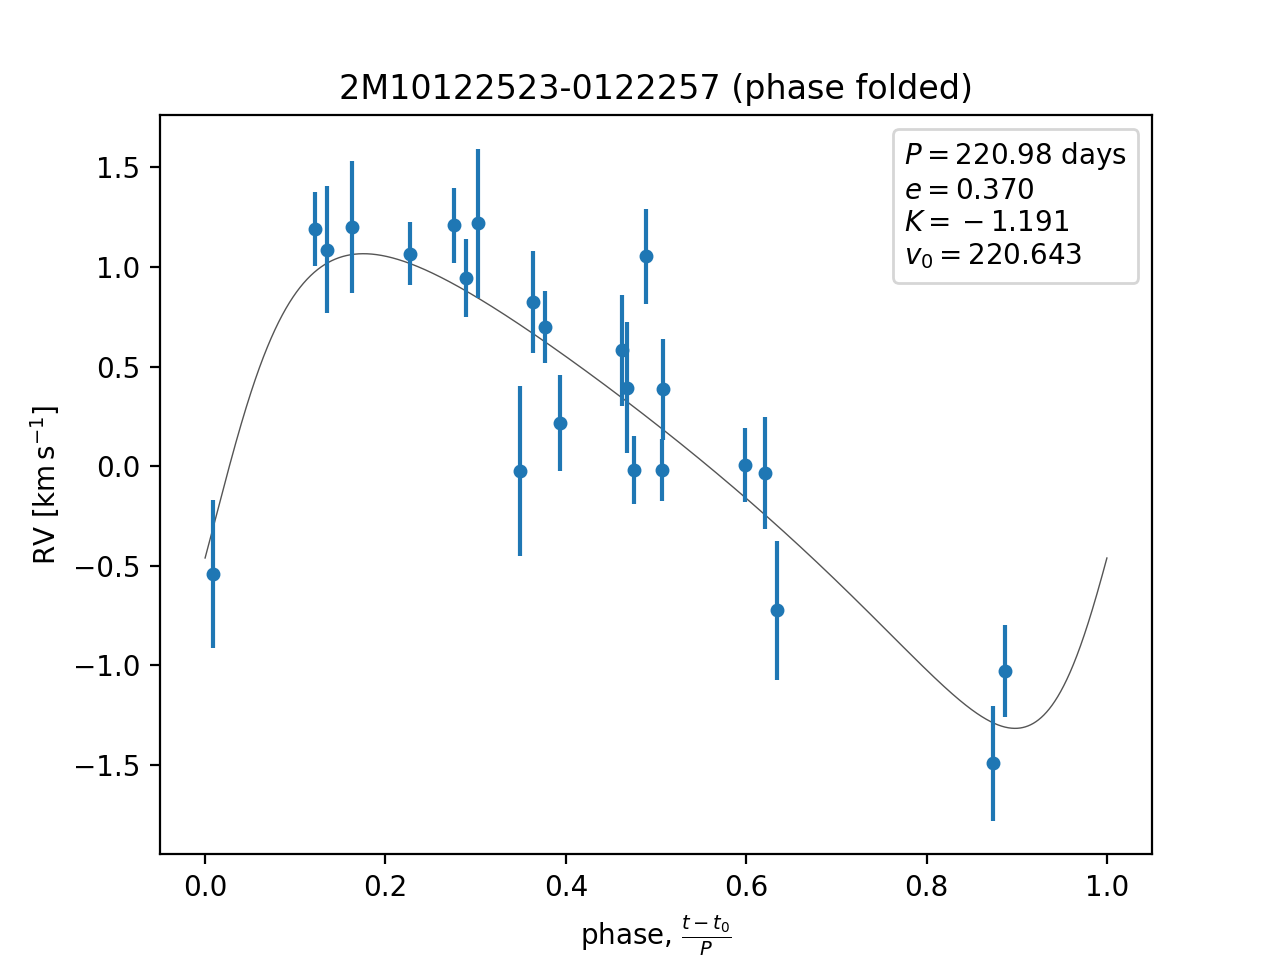 2M10122523-0122257 (phase folded)
P = 220.98 days
e = 0.370
K = −1.191
v₀ = 220.643
RV [km s⁻¹]
1.5
1.0
0.5
0.0
−0.5
−1.0
−1.5
0.0 0.2 0.4 0.6 0.8 1.0
phase, (t − t₀)/P